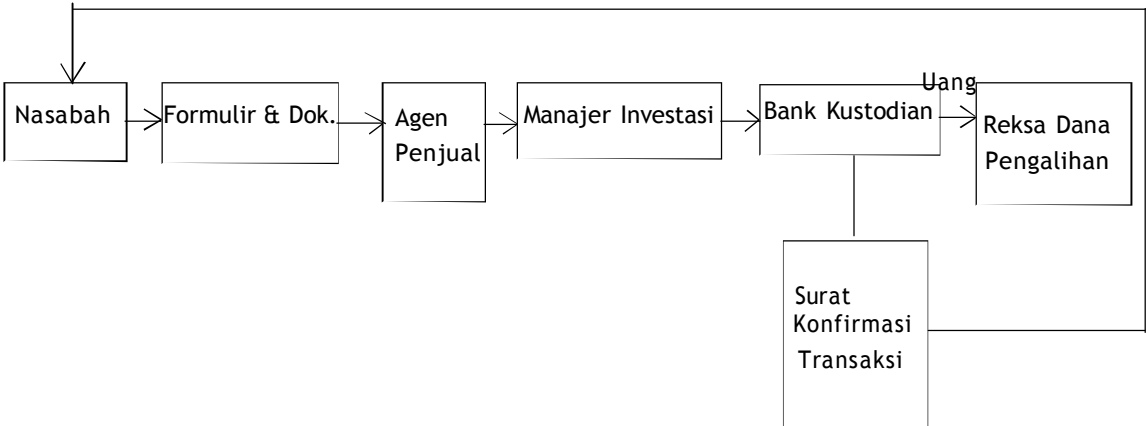 Nasabah
Formulir & Dok.
Agen
Penjual
Manajer Investasi
Bank Kustodian
Uang
Reksa Dana
Pengalihan
Surat
Konfirmasi
Transaksi